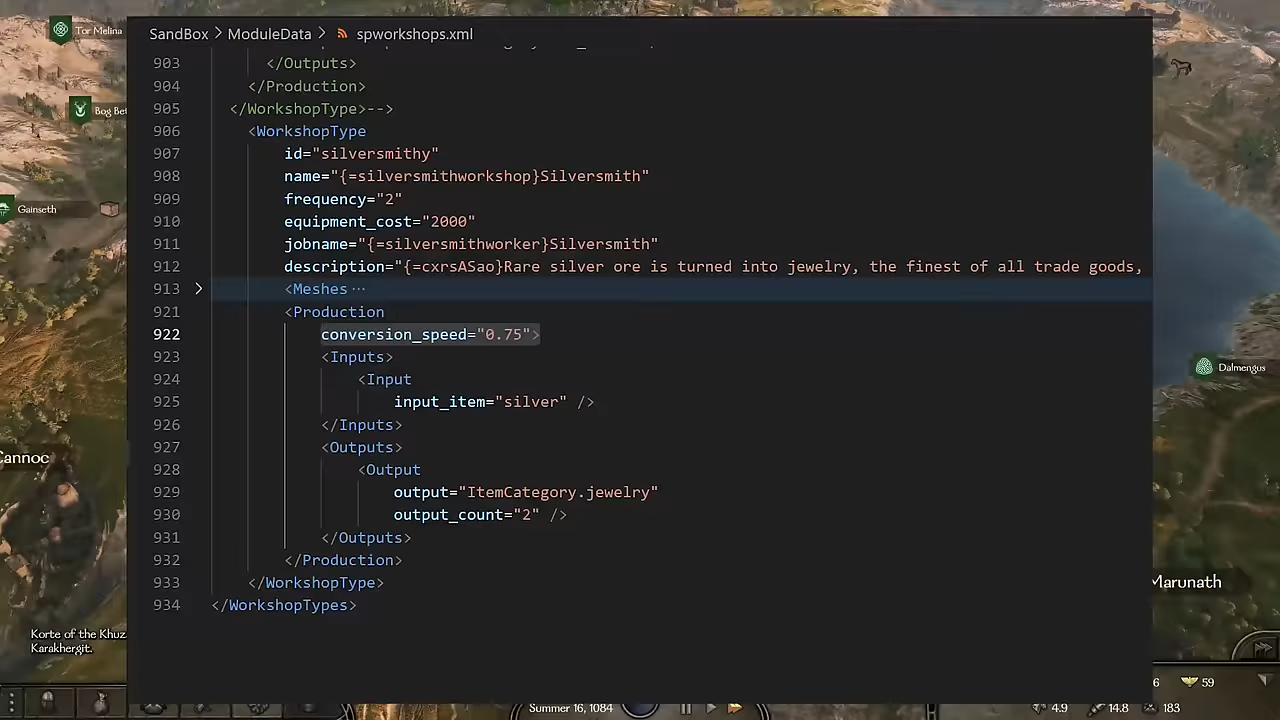 Tor Melina
Bog Bet
Gainseth
Cannoc
Korte of the Khuz
Karakhergit.
SandBox > ModuleData > spworkshops.xml
903 </Outputs>
904 </Production>
905 </WorkshopType>-->
906 <WorkshopType
907 id="silversmithy"
908 name="{=silversmithworkshop}Silversmith"
909 frequency="2"
910 equipment_cost="2000"
911 jobname="{=silversmithworker}Silversmith"
912 description="{=cxrsASao}Rare silver ore is turned into jewelry, the finest of all trade goods,
913 > <Meshes ···
921 <Production
922 conversion_speed="0.75">
923 <Inputs>
924 <Input
925 input_item="silver" />
926 </Inputs>
927 <Outputs>
928 <Output
929 output="ItemCategory.jewelry"
930 output_count="2" />
931 </Outputs>
932 </Production>
933 </WorkshopType>
934 </WorkshopTypes>
Dalmengus
Marunath
Summer 16, 1084
6 59
4.9 14.8 183